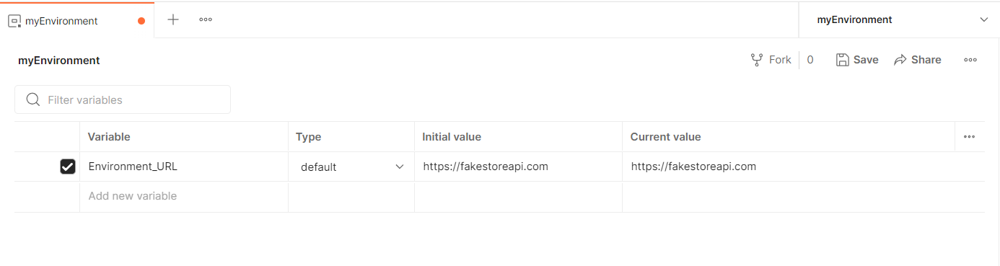 myEnvironment
myEnvironment
myEnvironment
Fork 0 Save Share
Filter variables
Variable Type Initial value Current value
Environment_URL default https://fakestoreapi.com https://fakestoreapi.com
Add new variable